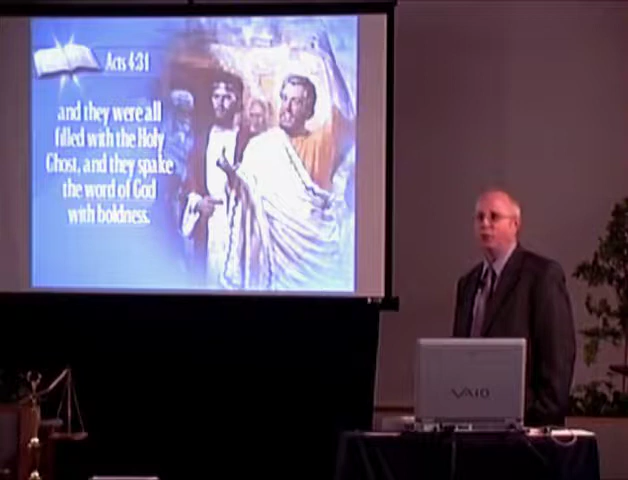 Acts 4:31
and they were all
filled with the Holy
Ghost, and they spake
the word of God
with boldness.
VAIO